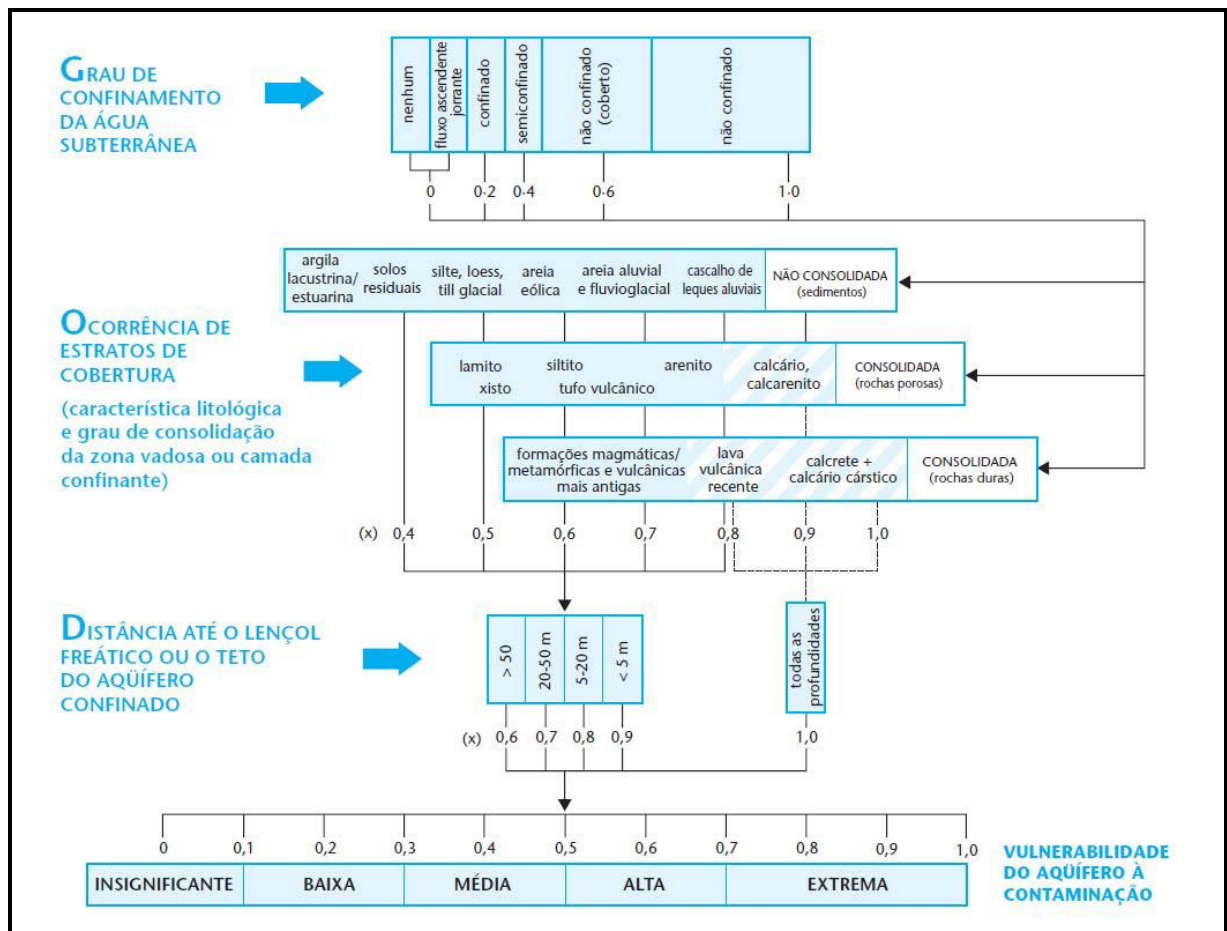 GRAU DE
CONFINAMENTO
DA ÁGUA
SUBTERRÂNEA
nenhum
fluxo ascendente
jorrante
confinado
semiconfinado
não confinado
(coberto)
não confinado
0
0·2
0·4
0·6
1·0
OCORRÊNCIA DE
ESTRATOS DE
COBERTURA
(característica litológica
e grau de consolidação
da zona vadosa ou camada
confinante)
argila
lacustrina/
estuarina
solos
residuais
silte, loess,
till glacial
areia
eólica
areia aluvial
e fluvioglacial
cascalho de
leques aluviais
NÃO CONSOLIDADA
(sedimentos)
lamito
xisto
siltito
tufo vulcânico
arenito
calcário,
calcarenito
CONSOLIDADA
(rochas porosas)
formações magmáticas/
metamórficas e vulcânicas
mais antigas
lava
vulcânica
recente
calcrete +
calcário cárstico
CONSOLIDADA
(rochas duras)
(x) 0,4 0,5 0,6 0,7 0,8 0,9 1,0
DISTÂNCIA ATÉ O LENÇOL
FREÁTICO OU O TETO
DO AQÜÍFERO
CONFINADO
> 50
20-50 m
5-20 m
< 5 m
todas as
profundidades
(x) 0,6 0,7 0,8 0,9 1,0
0 0,1 0,2 0,3 0,4 0,5 0,6 0,7 0,8 0,9 1,0
INSIGNIFICANTE BAIXA MÉDIA ALTA EXTREMA
VULNERABILIDADE
DO AQÜÍFERO À
CONTAMINAÇÃO